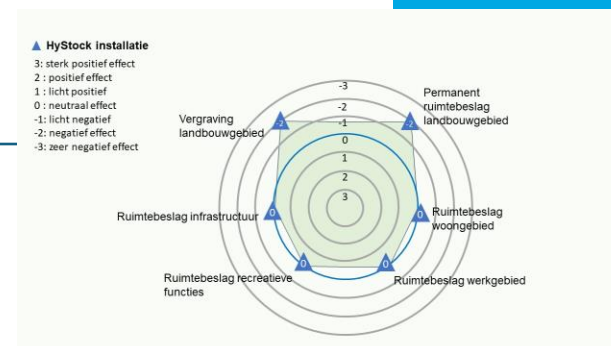 HyStock installatie
3: sterk positief effect
2 : positief effect
1 : licht positief
0 : neutraal effect
-1: licht negatief
-2: negatief effect
-3: zeer negatief effect
-3
-2
-1
0
1
2
3
Permanent
ruimtebeslag
landbouwgebied
-2
Ruimtebeslag
woongebied
0
Ruimtebeslag werkgebied
0
Ruimtebeslag recreatieve
functies
0
Ruimtebeslag infrastructuur
0
Vergraving
landbouwgebied
-2